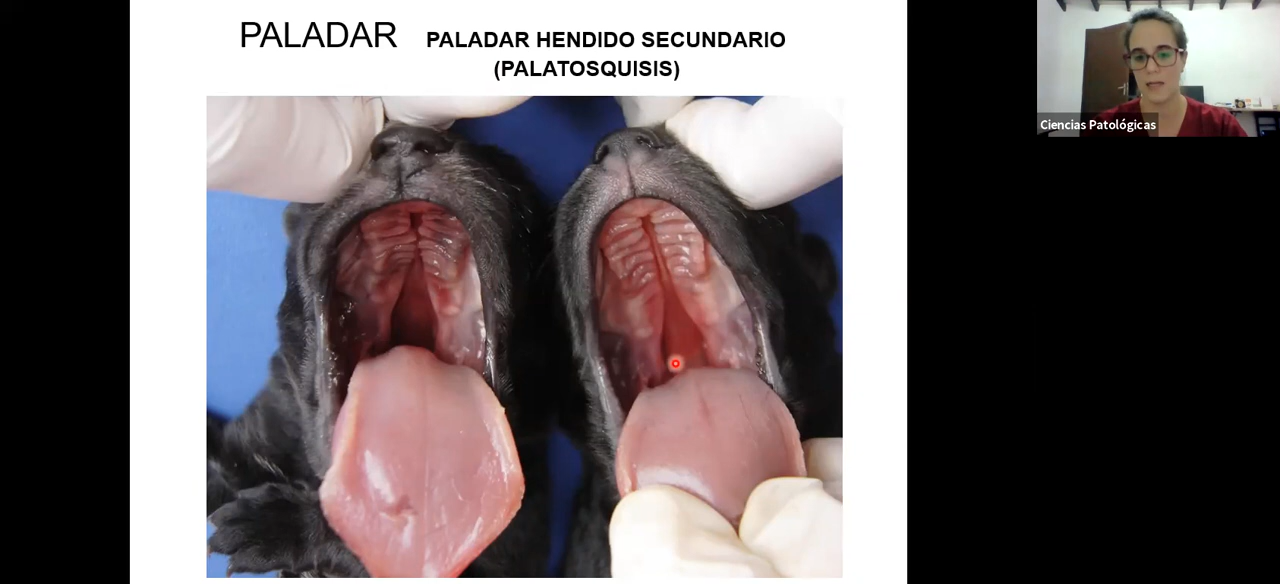 PALADAR
PALADAR HENDIDO SECUNDARIO
(PALATOSQUISIS)
Ciencias Patológicas